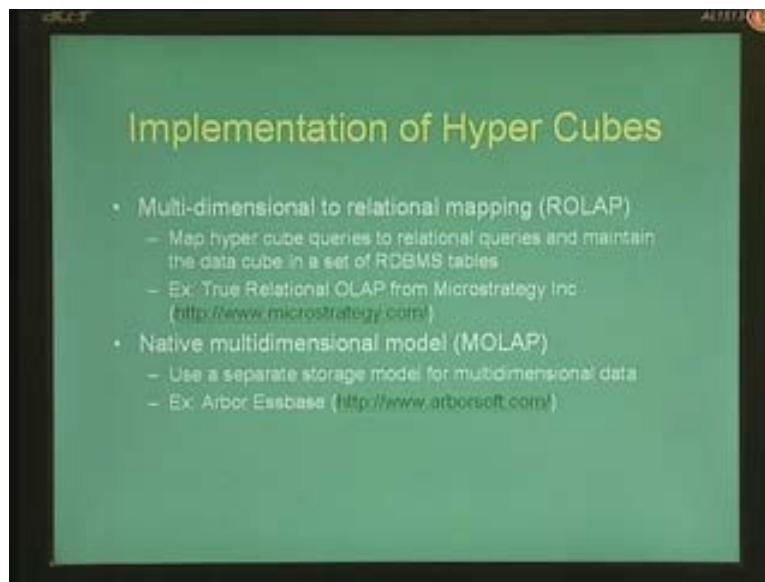 acer
AL1513
Implementation of Hyper Cubes
• Multi-dimensional to relational mapping (ROLAP)
– Map hyper cube queries to relational queries and maintain
the data cube in a set of RDBMS tables
– Ex: True Relational OLAP from Microstrategy Inc
(http://www.microstrategy.com/)
• Native multidimensional model (MOLAP)
– Use a separate storage model for multidimensional data
– Ex: Arbor Essbase (http://www.arborsoft.com/)